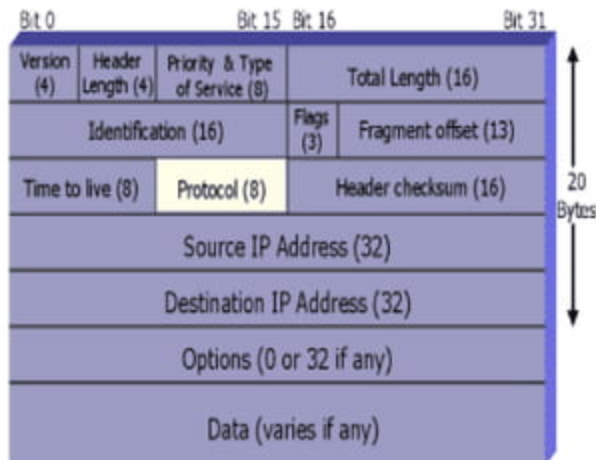 Bit 0 Bit 15 Bit 16 Bit 31
Version (4) Header Length (4) Priority & Type of Service (8) Total Length (16)
Identification (16) Flags (3) Fragment offset (13)
Time to live (8) Protocol (8) Header checksum (16)
20 Bytes
Source IP Address (32)
Destination IP Address (32)
Options (0 or 32 if any)
Data (varies if any)